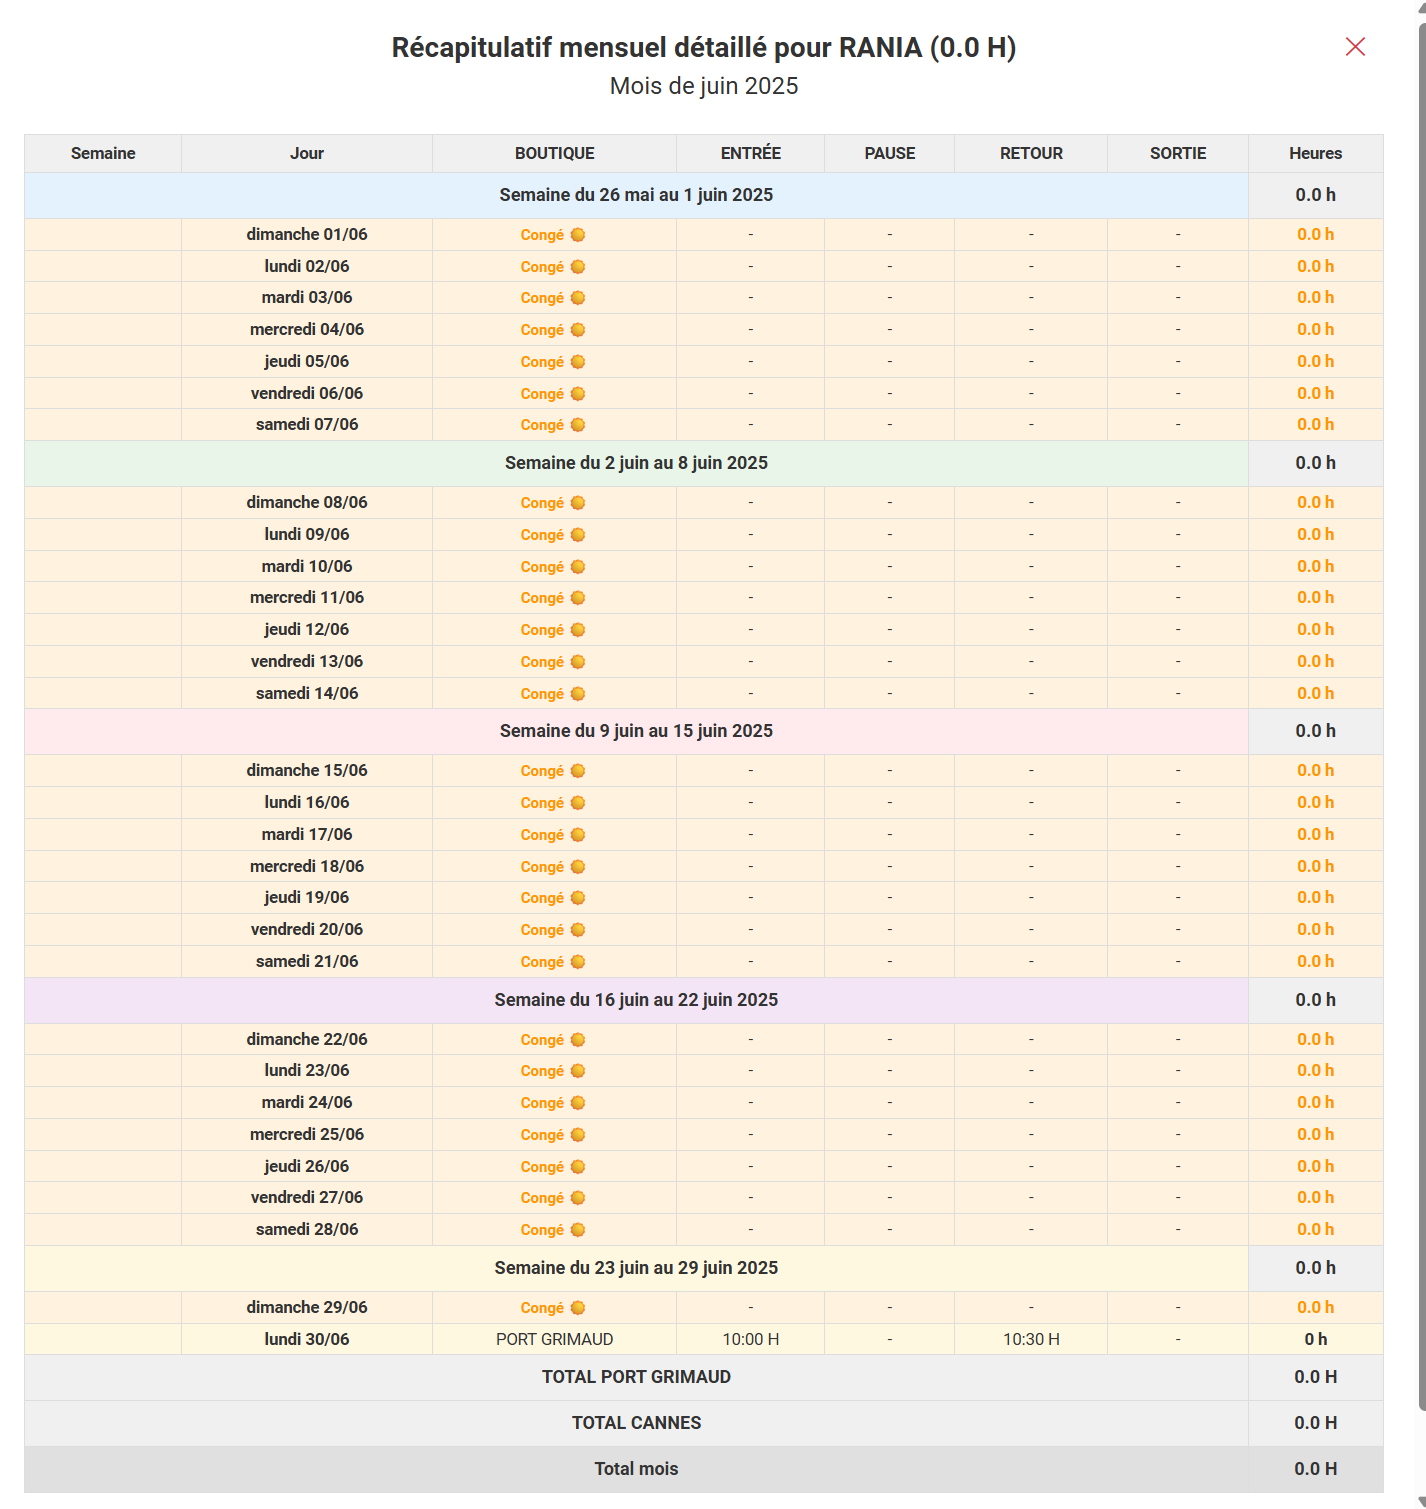 Récapitulatif mensuel détaillé pour RANIA (0.0 H)
Mois de juin 2025
Semaine Jour BOUTIQUE ENTRÉE PAUSE RETOUR SORTIE Heures
Semaine du 26 mai au 1 juin 2025 0.0 h
dimanche 01/06 Congé - - - - 0.0 h
lundi 02/06 Congé - - - - 0.0 h
mardi 03/06 Congé - - - - 0.0 h
mercredi 04/06 Congé - - - - 0.0 h
jeudi 05/06 Congé - - - - 0.0 h
vendredi 06/06 Congé - - - - 0.0 h
samedi 07/06 Congé - - - - 0.0 h
Semaine du 2 juin au 8 juin 2025 0.0 h
dimanche 08/06 Congé - - - - 0.0 h
lundi 09/06 Congé - - - - 0.0 h
mardi 10/06 Congé - - - - 0.0 h
mercredi 11/06 Congé - - - - 0.0 h
jeudi 12/06 Congé - - - - 0.0 h
vendredi 13/06 Congé - - - - 0.0 h
samedi 14/06 Congé - - - - 0.0 h
Semaine du 9 juin au 15 juin 2025 0.0 h
dimanche 15/06 Congé - - - - 0.0 h
lundi 16/06 Congé - - - - 0.0 h
mardi 17/06 Congé - - - - 0.0 h
mercredi 18/06 Congé - - - - 0.0 h
jeudi 19/06 Congé - - - - 0.0 h
vendredi 20/06 Congé - - - - 0.0 h
samedi 21/06 Congé - - - - 0.0 h
Semaine du 16 juin au 22 juin 2025 0.0 h
dimanche 22/06 Congé - - - - 0.0 h
lundi 23/06 Congé - - - - 0.0 h
mardi 24/06 Congé - - - - 0.0 h
mercredi 25/06 Congé - - - - 0.0 h
jeudi 26/06 Congé - - - - 0.0 h
vendredi 27/06 Congé - - - - 0.0 h
samedi 28/06 Congé - - - - 0.0 h
Semaine du 23 juin au 29 juin 2025 0.0 h
dimanche 29/06 Congé - - - - 0.0 h
lundi 30/06 PORT GRIMAUD 10:00 H - 10:30 H - 0 h
TOTAL PORT GRIMAUD 0.0 H
TOTAL CANNES 0.0 H
Total mois 0.0 H